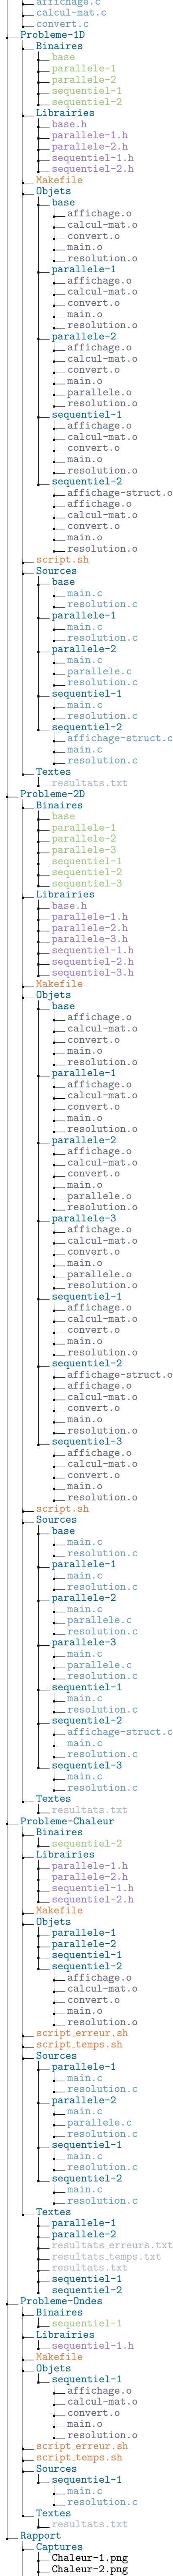 affichage.c
calcul-mat.c
convert.c
Probleme-1D
Binaires
base
parallele-1
parallele-2
sequentiel-1
sequentiel-2
Librairies
base.h
parallele-1.h
parallele-2.h
sequentiel-1.h
sequentiel-2.h
Makefile
Objets
base
affichage.o
calcul-mat.o
convert.o
main.o
resolution.o
parallele-1
affichage.o
calcul-mat.o
convert.o
main.o
resolution.o
parallele-2
affichage.o
calcul-mat.o
convert.o
main.o
parallele.o
resolution.o
sequentiel-1
affichage.o
calcul-mat.o
convert.o
main.o
resolution.o
sequentiel-2
affichage-struct.o
affichage.o
calcul-mat.o
convert.o
main.o
resolution.o
script.sh
Sources
base
main.c
resolution.c
parallele-1
main.c
resolution.c
parallele-2
main.c
parallele.c
resolution.c
sequentiel-1
main.c
resolution.c
sequentiel-2
affichage-struct.c
main.c
resolution.c
Textes
resultats.txt
Probleme-2D
Binaires
base
parallele-1
parallele-2
parallele-3
sequentiel-1
sequentiel-2
sequentiel-3
Librairies
base.h
parallele-1.h
parallele-2.h
parallele-3.h
sequentiel-1.h
sequentiel-2.h
sequentiel-3.h
Makefile
Objets
base
affichage.o
calcul-mat.o
convert.o
main.o
resolution.o
parallele-1
affichage.o
calcul-mat.o
convert.o
main.o
resolution.o
parallele-2
affichage.o
calcul-mat.o
convert.o
main.o
parallele.o
resolution.o
parallele-3
affichage.o
calcul-mat.o
convert.o
main.o
parallele.o
resolution.o
sequentiel-1
affichage.o
calcul-mat.o
convert.o
main.o
resolution.o
sequentiel-2
affichage-struct.o
affichage.o
calcul-mat.o
convert.o
main.o
resolution.o
sequentiel-3
affichage.o
calcul-mat.o
convert.o
main.o
resolution.o
script.sh
Sources
base
main.c
resolution.c
parallele-1
main.c
resolution.c
parallele-2
main.c
parallele.c
resolution.c
parallele-3
main.c
parallele.c
resolution.c
sequentiel-1
main.c
resolution.c
sequentiel-2
affichage-struct.c
main.c
resolution.c
sequentiel-3
main.c
resolution.c
Textes
resultats.txt
Probleme-Chaleur
Binaires
sequentiel-2
Librairies
parallele-1.h
parallele-2.h
sequentiel-1.h
sequentiel-2.h
Makefile
Objets
parallele-1
parallele-2
sequentiel-1
sequentiel-2
affichage.o
calcul-mat.o
convert.o
main.o
resolution.o
script_erreur.sh
script_temps.sh
Sources
parallele-1
main.c
resolution.c
parallele-2
main.c
parallele.c
resolution.c
sequentiel-1
main.c
resolution.c
sequentiel-2
main.c
resolution.c
Textes
parallele-1
parallele-2
resultats_erreurs.txt
resultats_temps.txt
resultats.txt
sequentiel-1
sequentiel-2
Probleme-Ondes
Binaires
sequentiel-1
Librairies
sequentiel-1.h
Makefile
Objets
sequentiel-1
affichage.o
calcul-mat.o
convert.o
main.o
resolution.o
script_erreur.sh
script_temps.sh
Sources
sequentiel-1
main.c
resolution.c
Textes
resultats.txt
Rapport
Captures
Chaleur-1.png
Chaleur-2.png